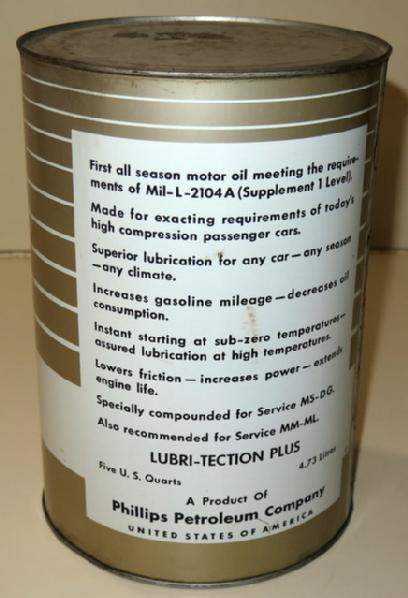 First all season motor oil meeting the require-
ments of Mil-L-2104A (Supplement 1 Level).
Made for exacting requirements of today's
high compression passenger cars.
Superior lubrication for any car—any season
—any climate.
Increases gasoline mileage—decreases oil
consumption.
Instant starting at sub-zero temperatures—
assured lubrication at high temperatures.
Lowers friction—increases power—extends
engine life.
Specially compounded for Service MS-DG.
Also recommended for Service MM-ML.
LUBRI-TECTION PLUS
Five U. S. Quarts 4.73 Litres
A Product Of
Phillips Petroleum Company
UNITED STATES OF AMERICA